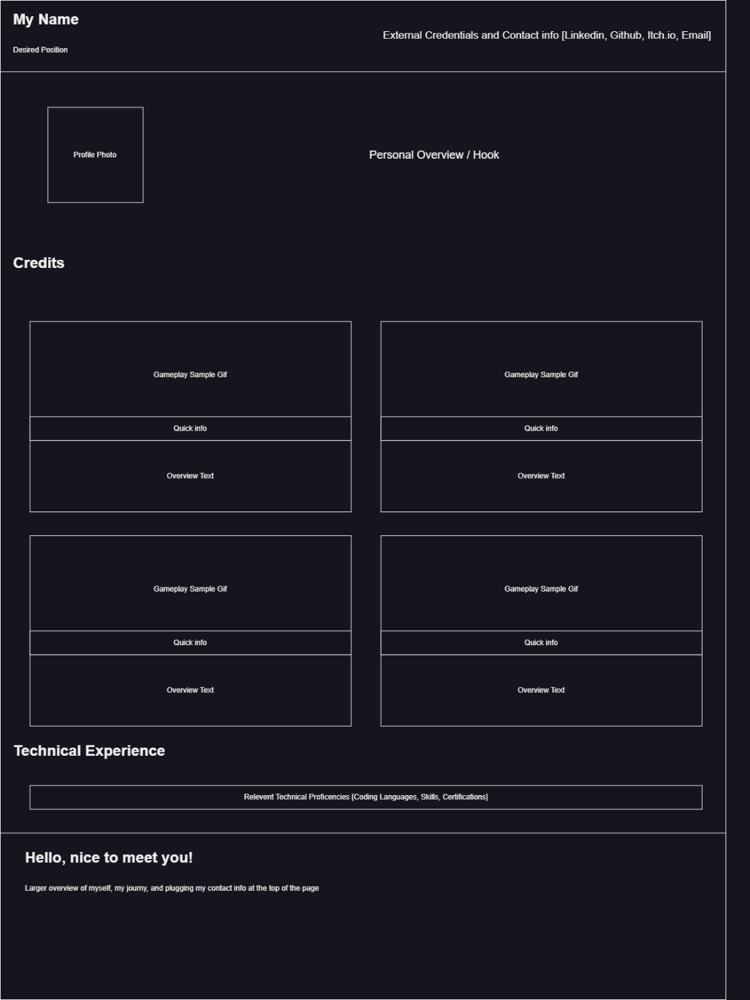 My Name
External Credentials and Contact info [Linkedin, Github, Itch.io, Email]
Desired Position
Profile Photo
Personal Overview / Hook
Credits
Gameplay Sample Gif
Quick info
Overview Text
Gameplay Sample Gif
Quick info
Overview Text
Gameplay Sample Gif
Quick info
Overview Text
Gameplay Sample Gif
Quick info
Overview Text
Technical Experience
Relevent Technical Proficencies [Coding Languages, Skills, Certifications]
Hello, nice to meet you!
Larger overview of myself, my journy, and plugging my contact info at the top of the page